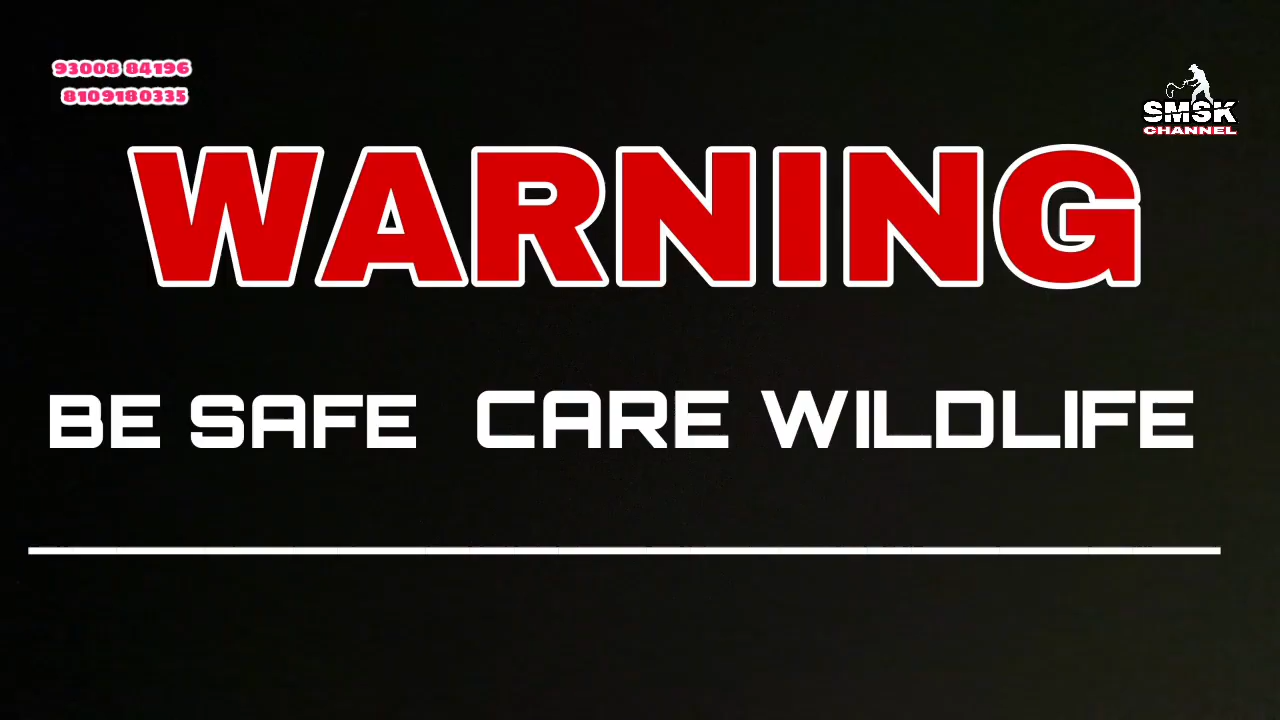 93008 84196
8109180335
SMSK
CHANNEL
WARNING
BE SAFE CARE WILDLIFE